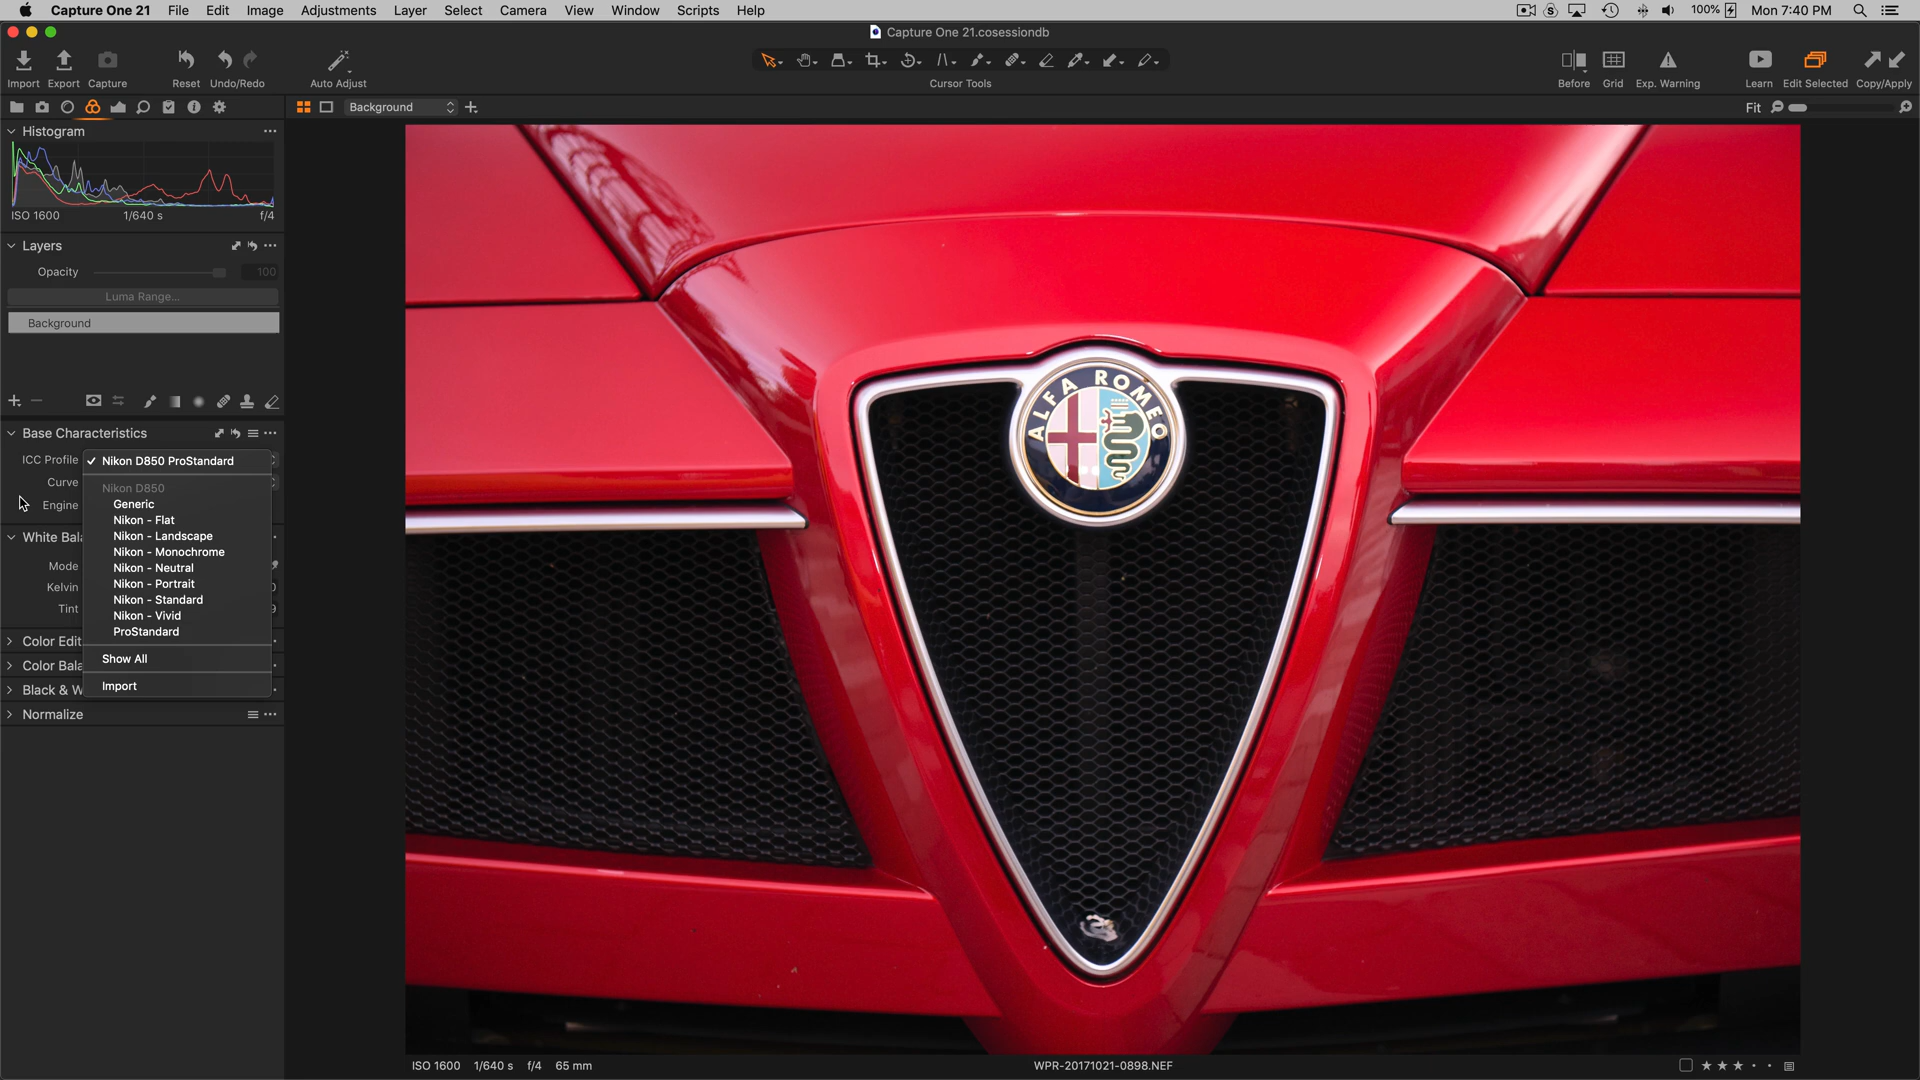 Capture One 21 File Edit Image Adjustments Layer Select Camera View Window Scripts Help 100% Mon 7:40 PM
Capture One 21.cosessiondb
Import Export Capture Reset Undo/Redo Auto Adjust Cursor Tools Before Grid Exp. Warning Learn Edit Selected Copy/Apply
Background Fit
Histogram
ISO 1600 1/640 s f/4
Layers
Opacity 100
Luma Range...
Background
Base Characteristics
ICC Profile ✓ Nikon D850 ProStandard
Curve
Nikon D850
Engine
Generic
Nikon - Flat
Nikon - Landscape
White Bala
Nikon - Monochrome
Mode
Nikon - Neutral
Kelvin
Nikon - Portrait
0
Nikon - Standard
Tint
9
Nikon - Vivid
ProStandard
Color Edit
Show All
Color Bala
Import
Black & W
Normalize
ALFA ROMEO
ISO 1600 1/640 s f/4 65 mm WPR-20171021-0898.NEF